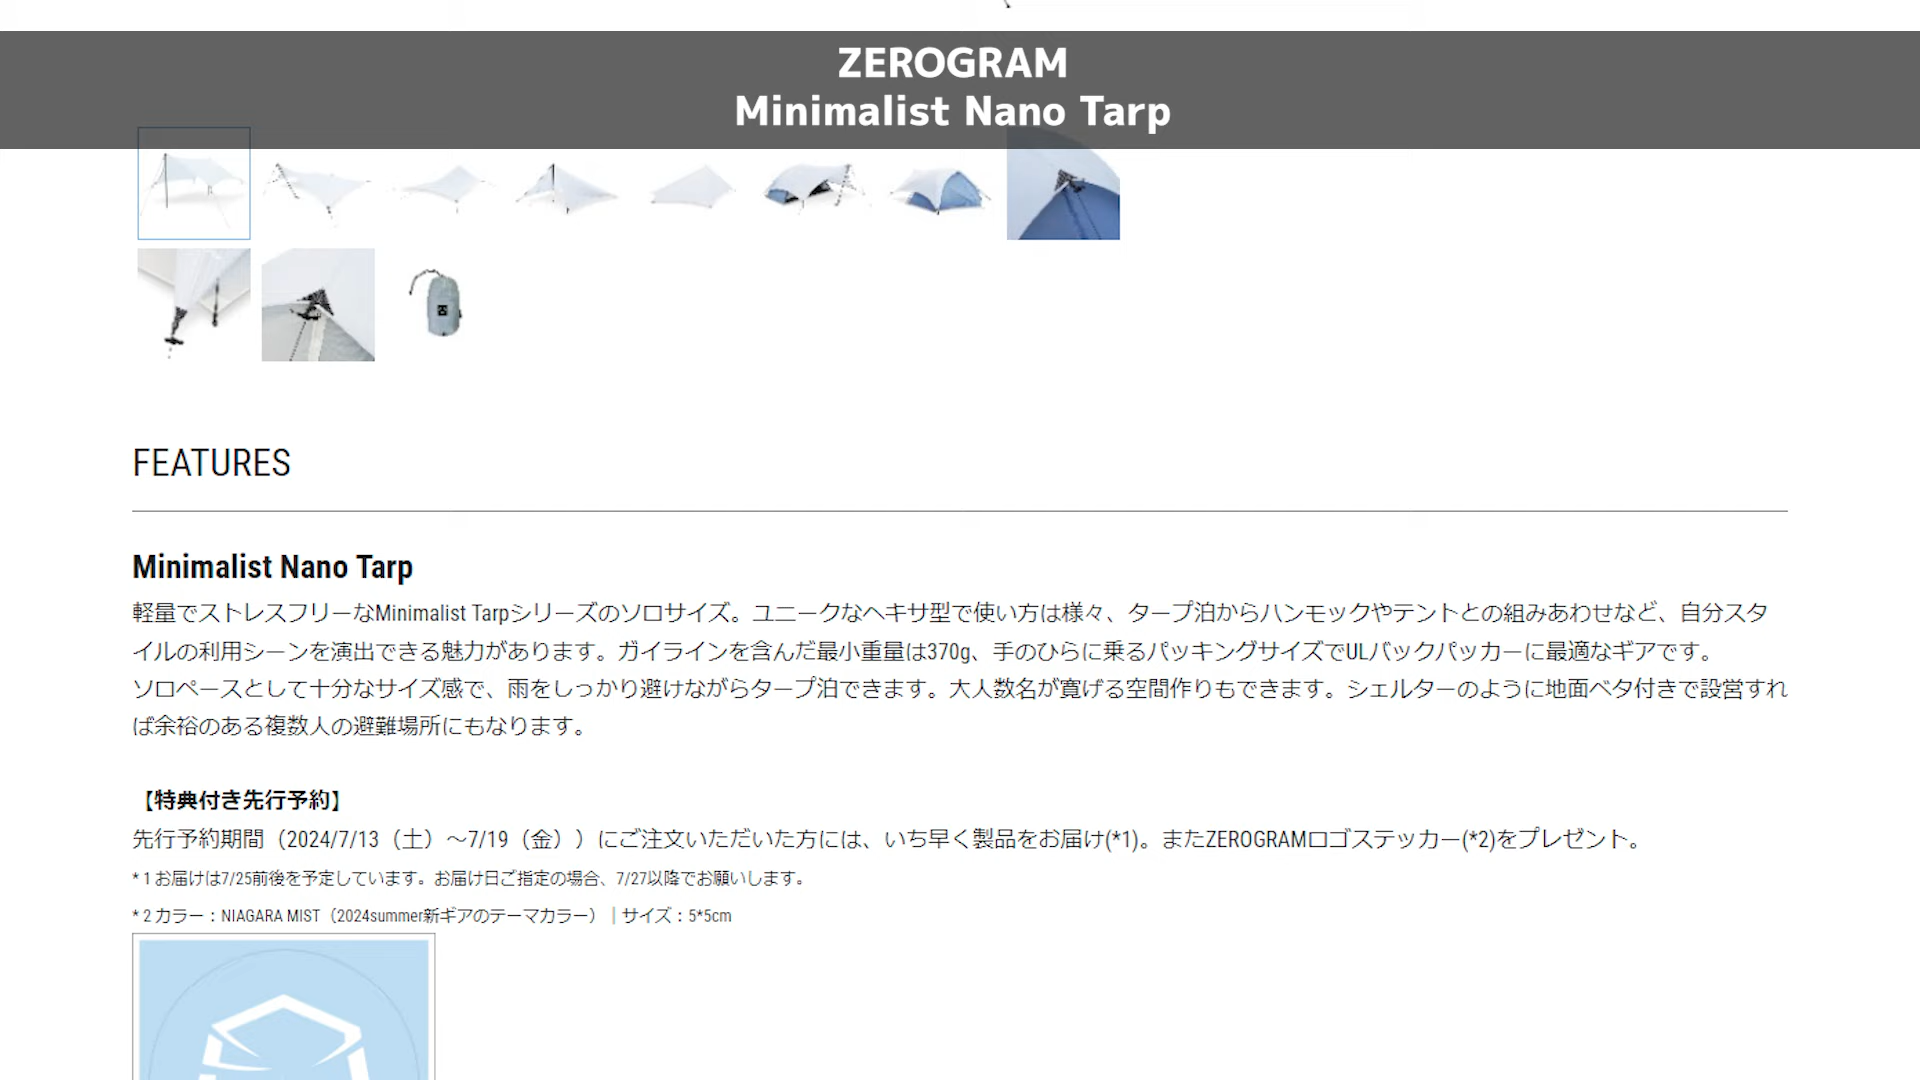 ZEROGRAM
Minimalist Nano Tarp
FEATURES
Minimalist Nano Tarp
軽量でストレスフリーなMinimalist Tarpシリーズのソロサイズ。ユニークなヘキサ型で使い方は様々、タープ泊からハンモックやテントとの組みあわせなど、自分スタ
イルの利用シーンを演出できる魅力があります。ガイラインを含んだ最小重量は370g、手のひらに乗るパッキングサイズでULバックパッカーに最適なギアです。
ソロベースとして十分なサイズ感で、雨をしっかり避けながらタープ泊できます。大人数名が寛げる空間作りもできます。シェルターのように地面ベタ付きで設営すれ
ば余裕のある複数人の避難場所にもなります。
【特典付き先行予約】
先行予約期間（2024/7/13（土）～7/19（金））にご注文いただいた方には、いち早く製品をお届け(*1)。またZEROGRAMロゴステッカー(*2)をプレゼント。
* 1 お届けは7/25前後を予定しています。お届け日ご指定の場合、7/27以降でお願いします。
* 2 カラー：NIAGARA MIST（2024summer新ギアのテーマカラー）｜サイズ：5*5cm